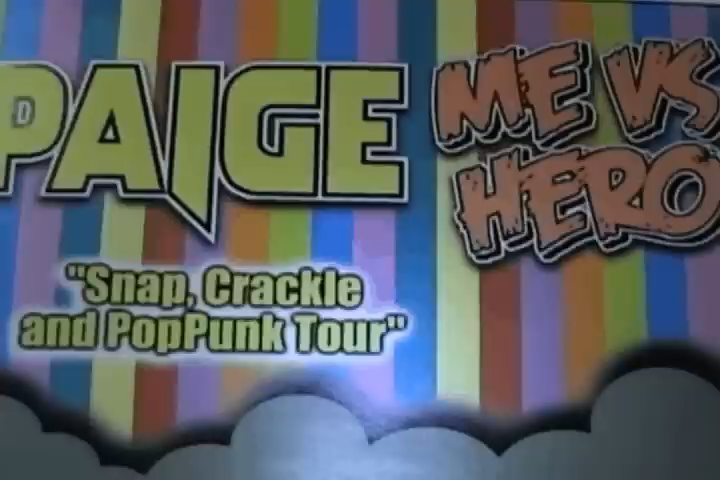 PAIGE
ME VS
HERO
"Snap, Crackle
and PopPunk Tour"